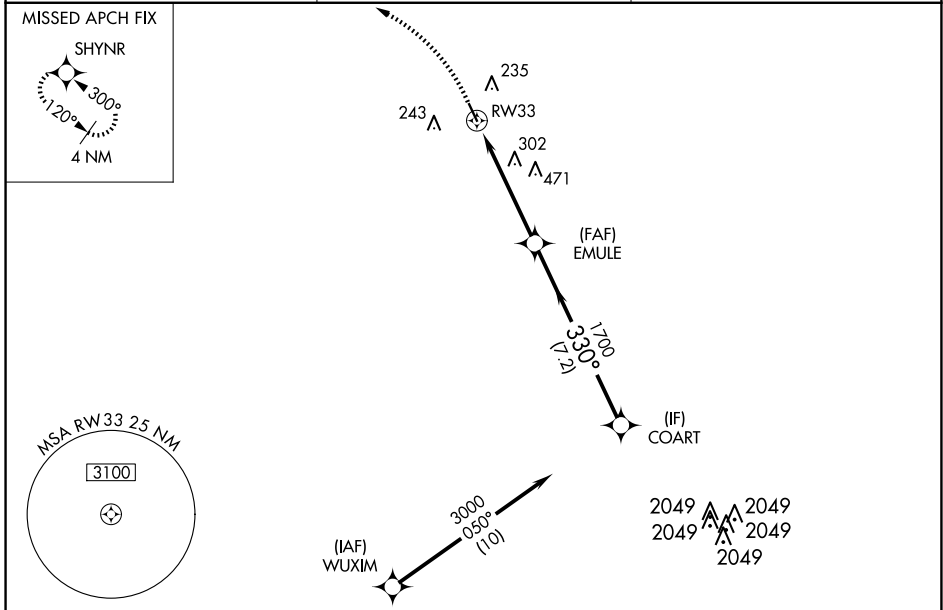 MISSED APCH FIX
SHYNR
300°
120°
4 NM
235
243
RW33
302
471
(FAF)
EMULE
1700
330°
(7.2)
(IF)
COART
MSA RW33 25 NM
3100
3000
050°
(10)
(IAF)
WUXIM
2049
2049
2049
2049
2049